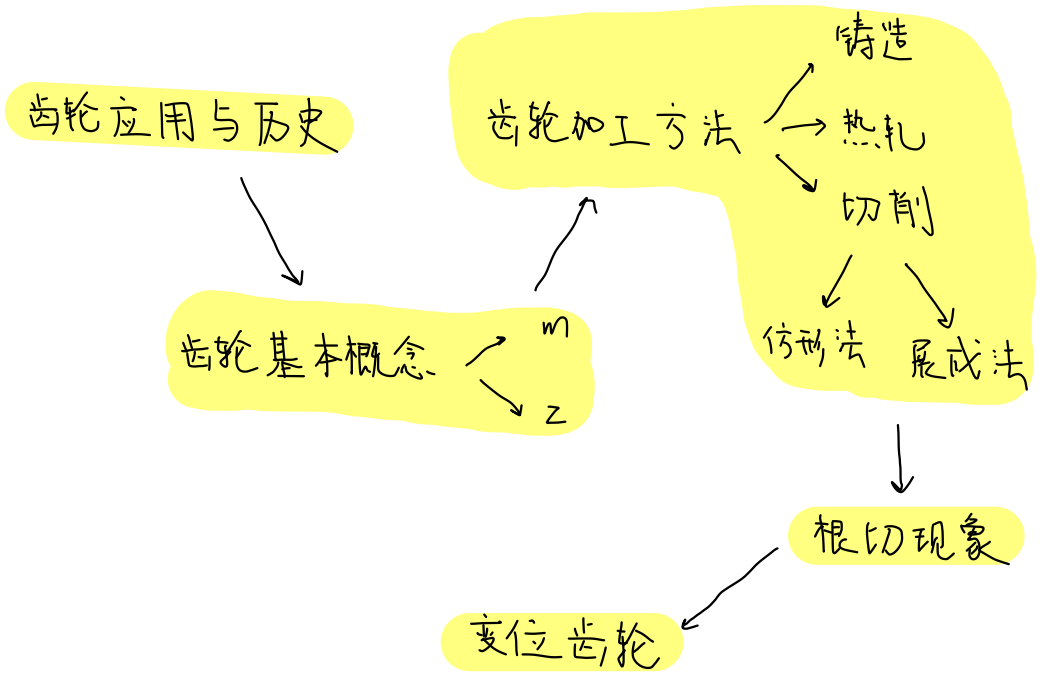 齿轮应用与历史
齿轮基本概念
m
z
齿轮加工方法
铸造
热轧
切削
仿形法
展成法
根切现象
变位齿轮